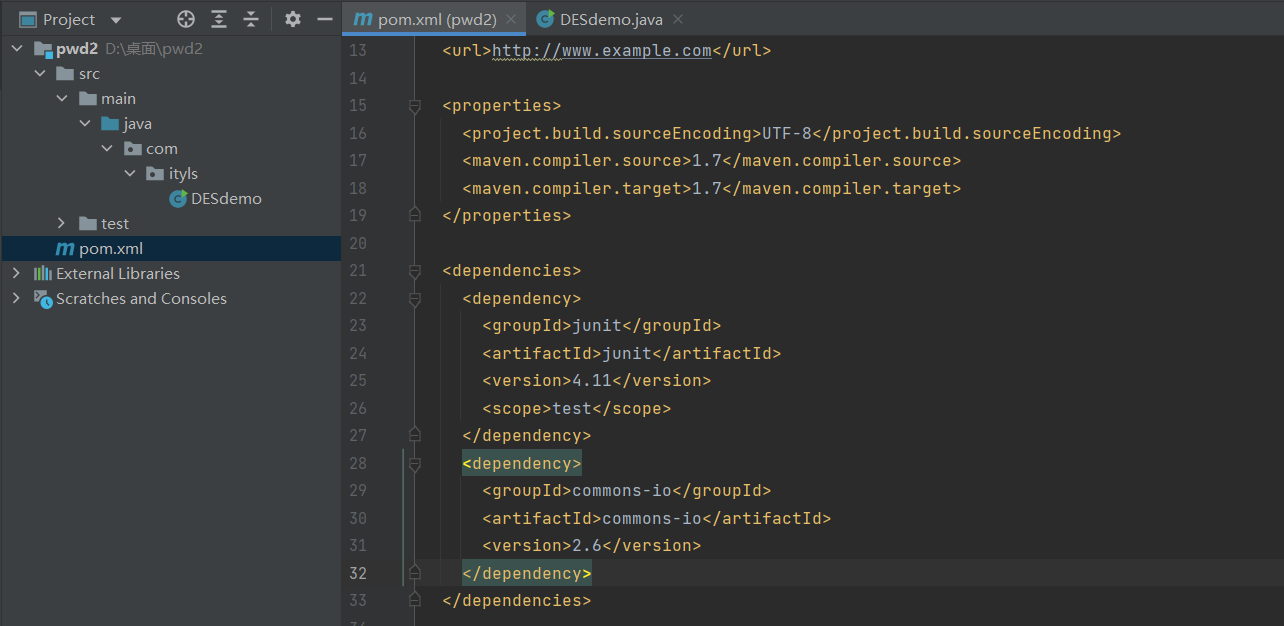 Project
pom.xml (pwd2)
DESdemo.java
pwd2 D:\桌面\pwd2
src
main
java
com
ityls
DESdemo
test
pom.xml
External Libraries
Scratches and Consoles
13 <url>http://www.example.com</url>
14
15 <properties>
16 <project.build.sourceEncoding>UTF-8</project.build.sourceEncoding>
17 <maven.compiler.source>1.7</maven.compiler.source>
18 <maven.compiler.target>1.7</maven.compiler.target>
19 </properties>
20
21 <dependencies>
22 <dependency>
23 <groupId>junit</groupId>
24 <artifactId>junit</artifactId>
25 <version>4.11</version>
26 <scope>test</scope>
27 </dependency>
28 <dependency>
29 <groupId>commons-io</groupId>
30 <artifactId>commons-io</artifactId>
31 <version>2.6</version>
32 </dependency>
33 </dependencies>